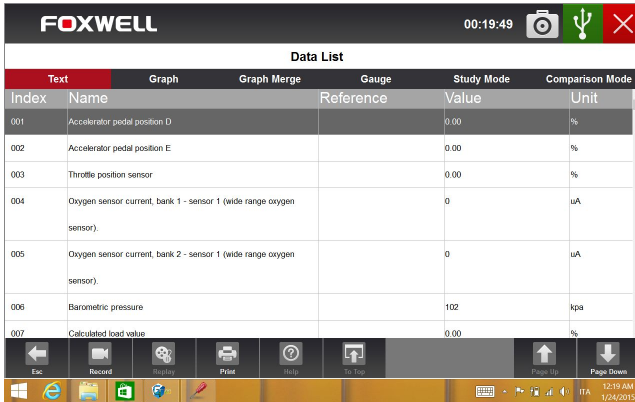 FOXWELL 00:19:49
Data List
Text Graph Graph Merge Gauge Study Mode Comparison Mode
Index Name Reference Value Unit
001 Accelerator pedal position D 0.00 %
002 Accelerator pedal position E 0.00 %
003 Throttle position sensor 0.00 %
004 Oxygen sensor current, bank 1 - sensor 1 (wide range oxygen 0 uA
sensor).
005 Oxygen sensor current, bank 2 - sensor 1 (wide range oxygen 0 uA
sensor).
006 Barometric pressure 102 kpa
007 Calculated load value 0.00 %
Esc Record Replay Print Help To Top Page Up Page Down
ITA 12:19 AM
1/24/2015